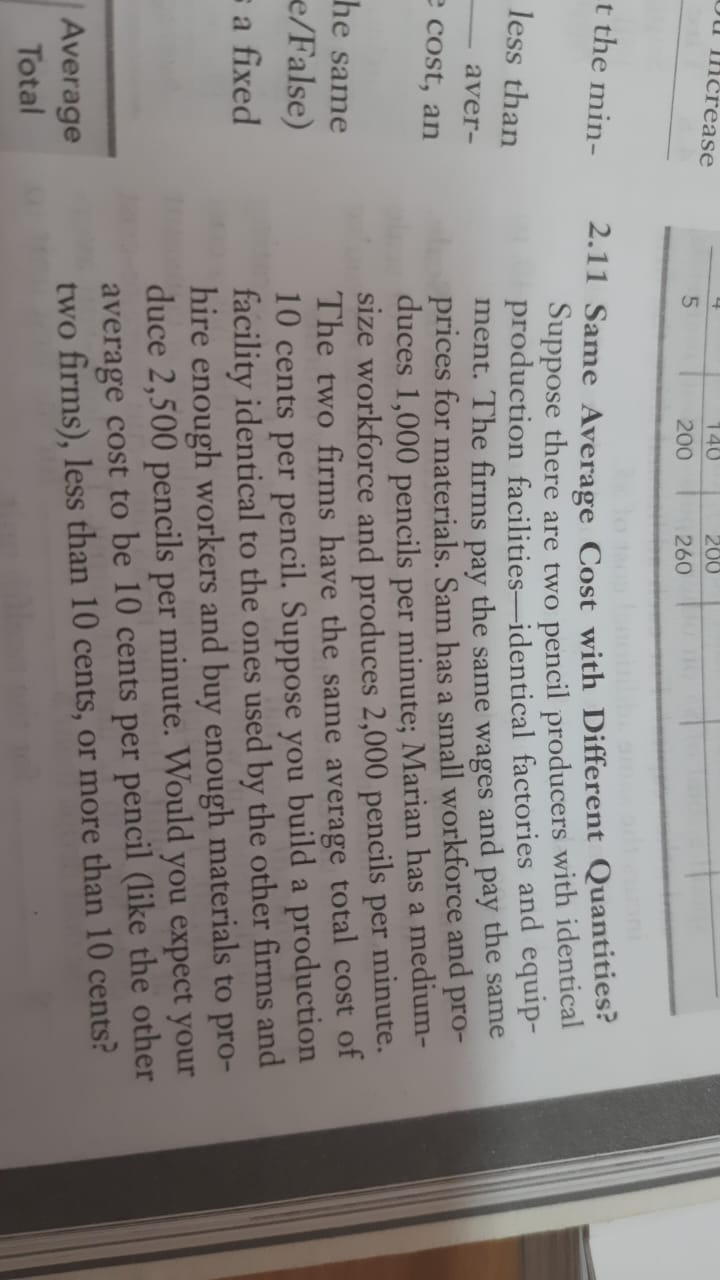 ou increase
t the min-
less than
aver-
e cost, an
he same
e/False)
s a fixed
Average
Total
4 140 200
5 200 260
2.11 Same Average Cost with Different Quantities?
Suppose there are two pencil producers with identical
production facilities—identical factories and equip-
ment. The firms pay the same wages and pay the same
prices for materials. Sam has a small workforce and pro-
duces 1,000 pencils per minute; Marian has a medium-
size workforce and produces 2,000 pencils per minute.
The two firms have the same average total cost of
10 cents per pencil. Suppose you build a production
facility identical to the ones used by the other firms and
hire enough workers and buy enough materials to pro-
duce 2,500 pencils per minute. Would you expect your
average cost to be 10 cents per pencil (like the other
two firms), less than 10 cents, or more than 10 cents?